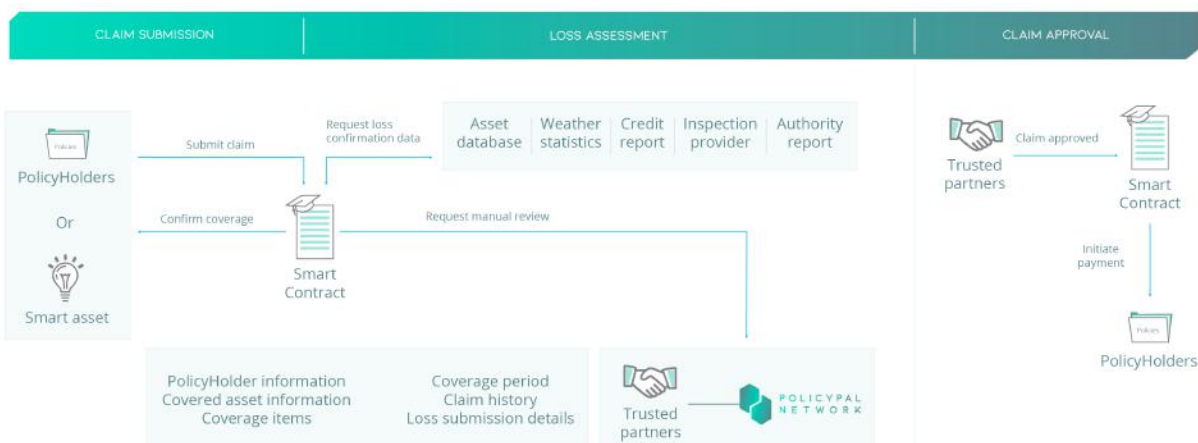 CLAIM SUBMISSION
LOSS ASSESSMENT
CLAIM APPROVAL
Policies
PolicyHolders
Or
Smart asset
Submit claim
Confirm coverage
Smart
Contract
Request loss
confirmation data
Asset
database
Weather
statistics
Credit
report
Inspection
provider
Authority
report
Request manual review
PolicyHolder information
Covered asset information
Coverage items
Coverage period
Claim history
Loss submission details
Trusted
partners
POLICYPAL
NETWORK
Trusted
partners
Claim approved
Smart
Contract
Initiate
payment
Policies
PolicyHolders